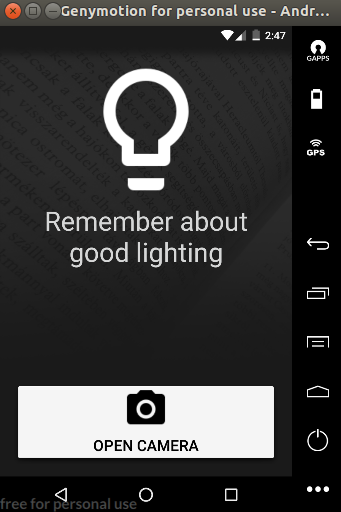 Genymotion for personal use - Andr...
2:47
GAPPS
GPS
Remember about
good lighting
OPEN CAMERA
free for personal use